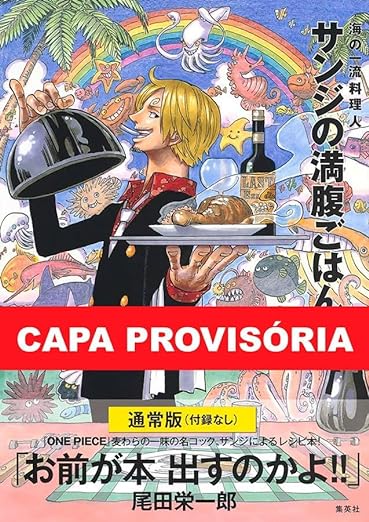 海の一流料理人
サンジの満腹ごはん
CAPA PROVISÓRIA
通常版(付録なし)
『ONE PIECE』麦わらの一味の名コック、サンジによるレシピ本!
「お前が本 出すのかよ!!」
尾田栄一郎
集英社